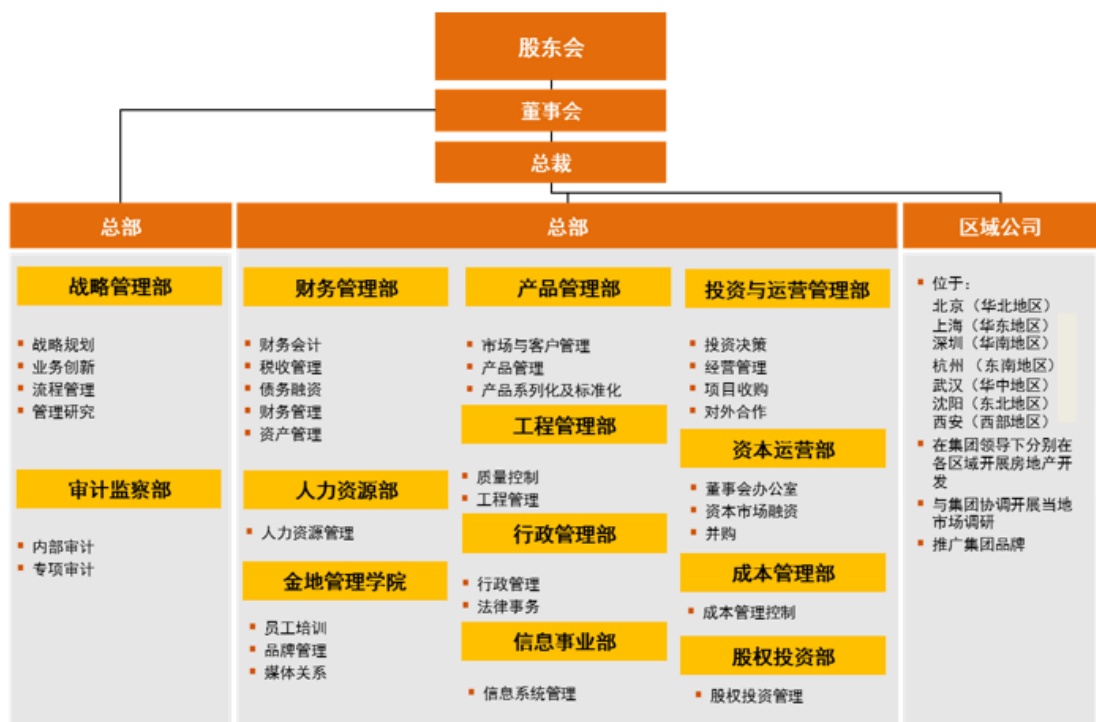 股东会
董事会
总裁
总部
战略管理部
▪ 战略规划
▪ 业务创新
▪ 流程管理
▪ 管理研究
审计监察部
▪ 内部审计
▪ 专项审计
总部
财务管理部
▪ 财务会计
▪ 税收管理
▪ 债务融资
▪ 财务管理
▪ 资产管理
人力资源部
▪ 人力资源管理
金地管理学院
▪ 员工培训
▪ 品牌管理
▪ 媒体关系
产品管理部
▪ 市场与客户管理
▪ 产品管理
▪ 产品系列化及标准化
工程管理部
▪ 质量控制
▪ 工程管理
行政管理部
▪ 行政管理
▪ 法律事务
信息事业部
▪ 信息系统管理
投资与运营管理部
▪ 投资决策
▪ 经营管理
▪ 项目收购
▪ 对外合作
资本运营部
▪ 董事会办公室
▪ 资本市场融资
▪ 并购
成本管理部
▪ 成本管理控制
股权投资部
▪ 股权投资管理
区域公司
▪ 位于：
北京（华北地区）
上海（华东地区）
深圳（华南地区）
杭州 （东南地区）
武汉（华中地区）
沈阳（东北地区）
西安（西部地区）
▪ 在集团领导下分别在
各区域开展房地产开
发
▪ 与集团协调开展当地
市场调研
▪ 推广集团品牌